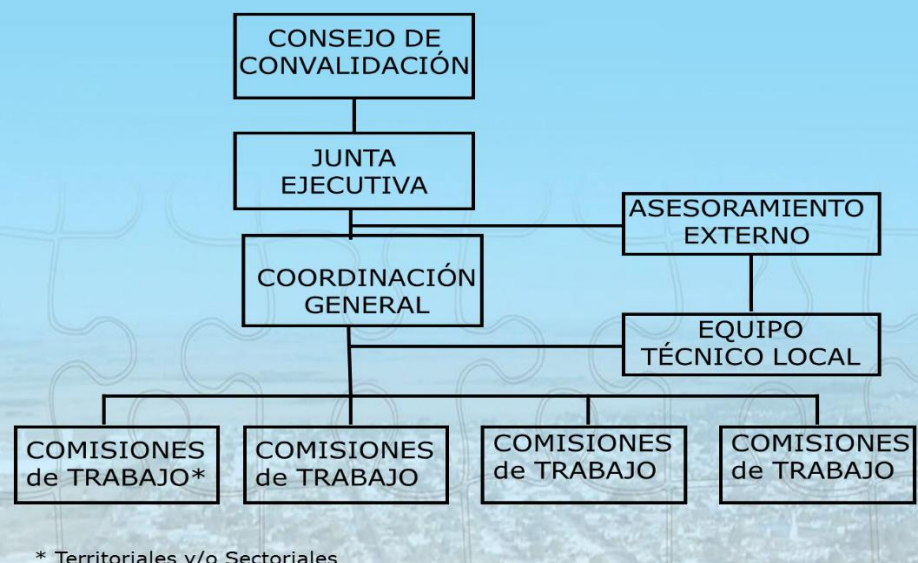 CONSEJO DE
CONVALIDACIÓN
JUNTA
EJECUTIVA
ASESORAMIENTO
EXTERNO
COORDINACIÓN
GENERAL
EQUIPO
TÉCNICO LOCAL
COMISIONES
de TRABAJO*
COMISIONES
de TRABAJO
COMISIONES
de TRABAJO
COMISIONES
de TRABAJO
* Territoriales y/o Sectoriales